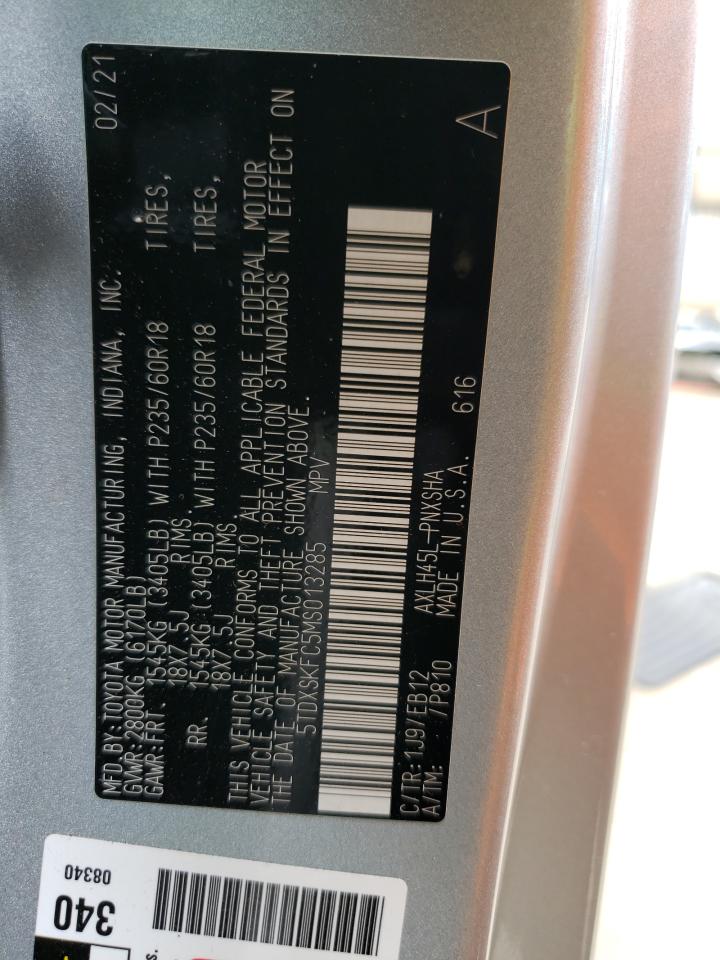 MFD.BY:TOYOTA MOTOR MANUFACTURING, INDIANA, INC. 02/21
GVWR:2800KG (6170LB)
GAWR:FRT. 1545KG (3405LB) WITH P235/60R18 TIRES,
18X7.5J RIMS
RR. 1545KG (3405LB) WITH P235/60R18 TIRES,
18X7.5J RIMS
THIS VEHICLE CONFORMS TO ALL APPLICABLE FEDERAL MOTOR
VEHICLE SAFETY AND THEFT PREVENTION STANDARDS IN EFFECT ON
THE DATE OF MANUFACTURE SHOWN ABOVE.
5TDXSKFC5MS013285 MPV
C/TR:1J9/EB12 AXLH45L-PNXSHA
A/TM: /P810 MADE IN U.S.A. 616 A
340
08340